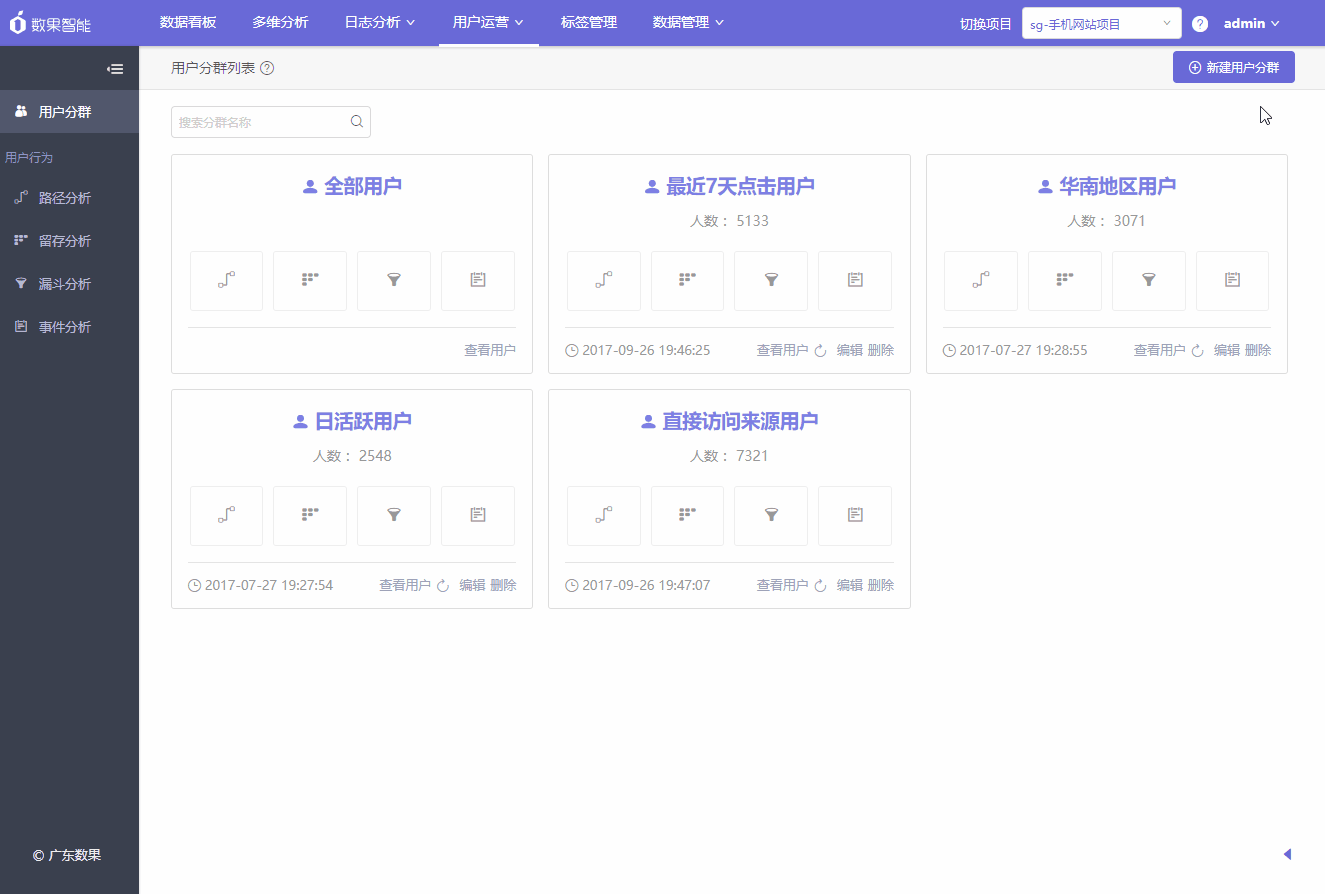 数果智能 数据看板 多维分析 日志分析 用户运营 标签管理 数据管理 切换项目 sg-手机网站项目 ? admin
用户分群列表 ? 新建用户分群
用户分群
用户行为
路径分析
留存分析
漏斗分析
事件分析
© 广东数果
搜索分群名称
全部用户
查看用户
最近7天点击用户
人数： 5133
2017-09-26 19:46:25 查看用户 编辑 删除
华南地区用户
人数： 3071
2017-07-27 19:28:55 查看用户 编辑 删除
日活跃用户
人数： 2548
2017-07-27 19:27:54 查看用户 编辑 删除
直接访问来源用户
人数： 7321
2017-09-26 19:47:07 查看用户 编辑 删除